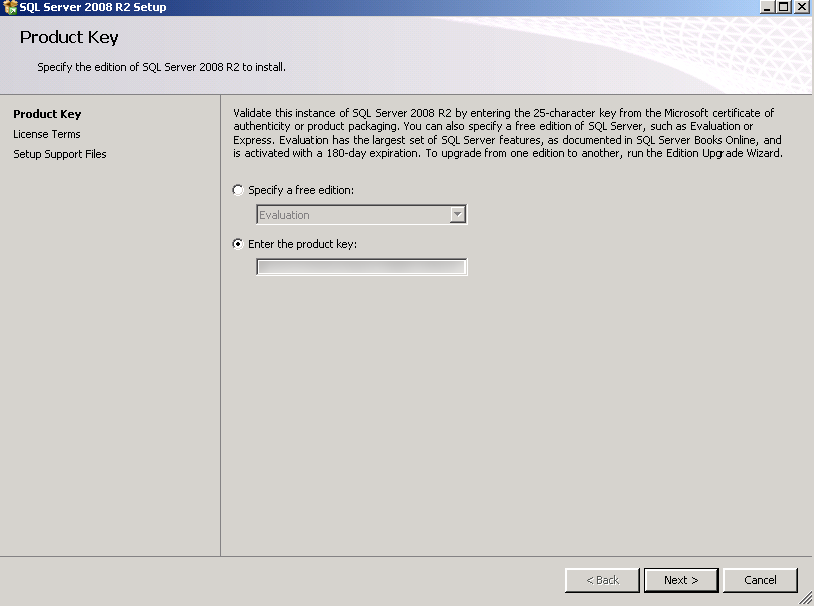 SQL Server 2008 R2 Setup
Product Key
Specify the edition of SQL Server 2008 R2 to install.
Product Key
License Terms
Setup Support Files
Validate this instance of SQL Server 2008 R2 by entering the 25-character key from the Microsoft certificate of
authenticity or product packaging. You can also specify a free edition of SQL Server, such as Evaluation or
Express. Evaluation has the largest set of SQL Server features, as documented in SQL Server Books Online, and
is activated with a 180-day expiration. To upgrade from one edition to another, run the Edition Upgrade Wizard.
Specify a free edition:
Evaluation
Enter the product key:
< Back
Next >
Cancel